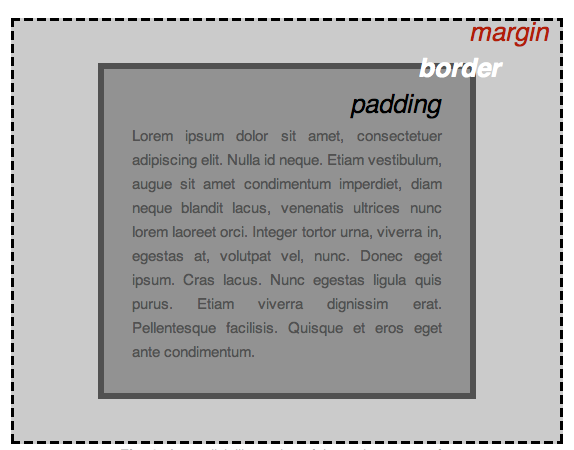 margin
border
padding
Lorem ipsum dolor sit amet, consectetuer
adipiscing elit. Nulla id neque. Etiam vestibulum,
augue sit amet condimentum imperdiet, diam
neque blandit lacus, venenatis ultrices nunc
lorem laoreet orci. Integer tortor urna, viverra in,
egestas at, volutpat vel, nunc. Donec eget
ipsum. Cras lacus. Nunc egestas ligula quis
purus. Etiam viverra dignissim erat.
Pellentesque facilisis. Quisque et eros eget
ante condimentum.